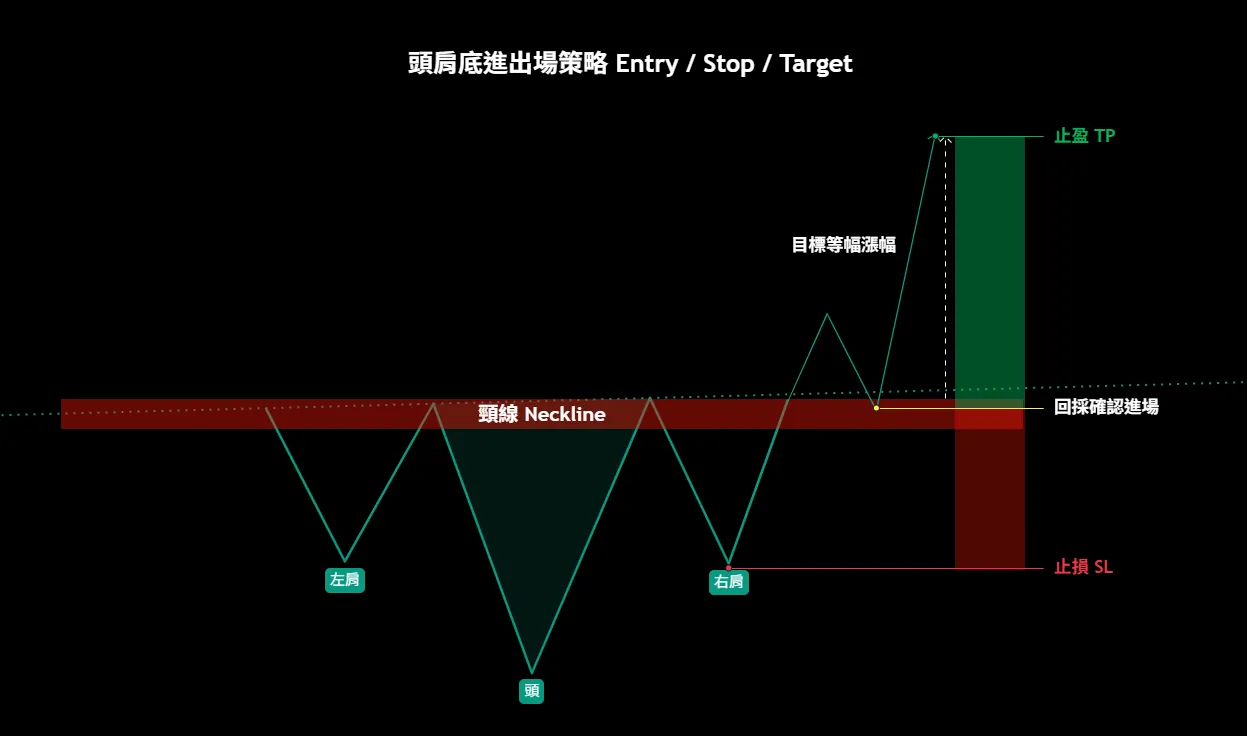 頭肩底進出場策略 Entry / Stop / Target
止盈 TP
目標等幅漲幅
頸線 Neckline
回採確認進場
止損 SL
左肩
右肩
頭